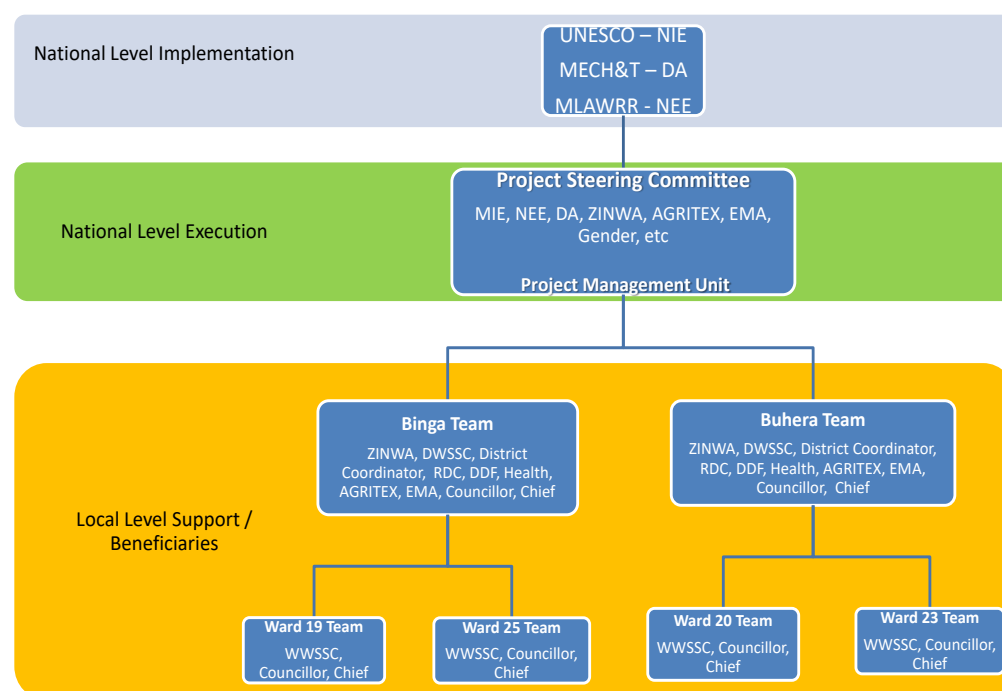 National Level Implementation
UNESCO – NIE
MECH&T – DA
MLAWRR - NEE
National Level Execution
Project Steering Committee
MIE, NEE, DA, ZINWA, AGRITEX, EMA,
Gender, etc
Project Management Unit
Local Level Support /
Beneficiaries
Binga Team
ZINWA, DWSSC, District
Coordinator, RDC, DDF, Health,
AGRITEX, EMA, Councillor, Chief
Buhera Team
ZINWA, DWSSC, District Coordinator,
RDC, DDF, Health, AGRITEX, EMA,
Councillor, Chief
Ward 19 Team
WWSSC,
Councillor, Chief
Ward 25 Team
WWSSC, Councillor,
Chief
Ward 20 Team
WWSSC, Councillor,
Chief
Ward 23 Team
WWSSC, Councillor,
Chief